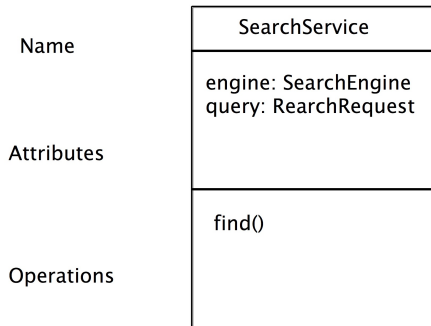 SearchService
Name
engine: SearchEngine
query: RearchRequest
Attributes
find()
Operations